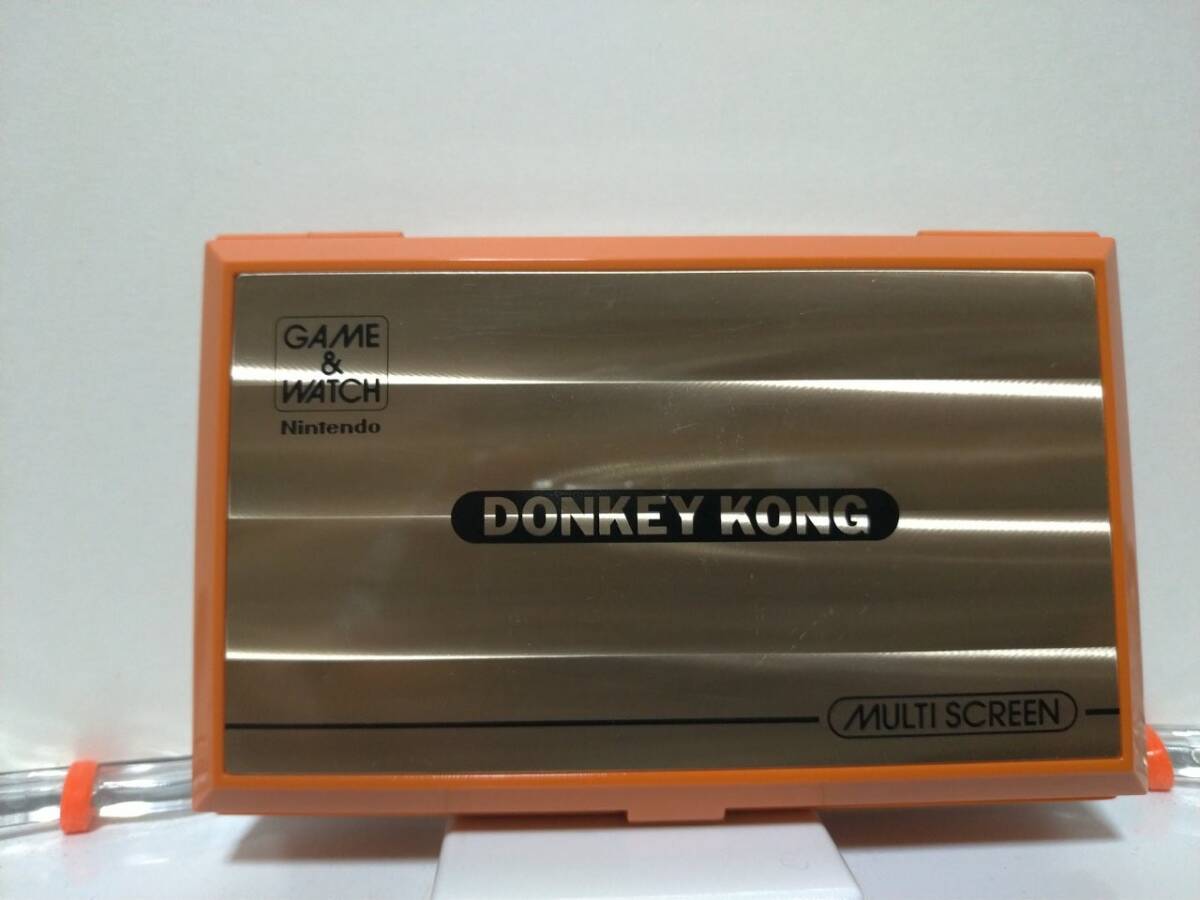 GAME
&
WATCH
Nintendo
DONKEY KONG
MULTI SCREEN